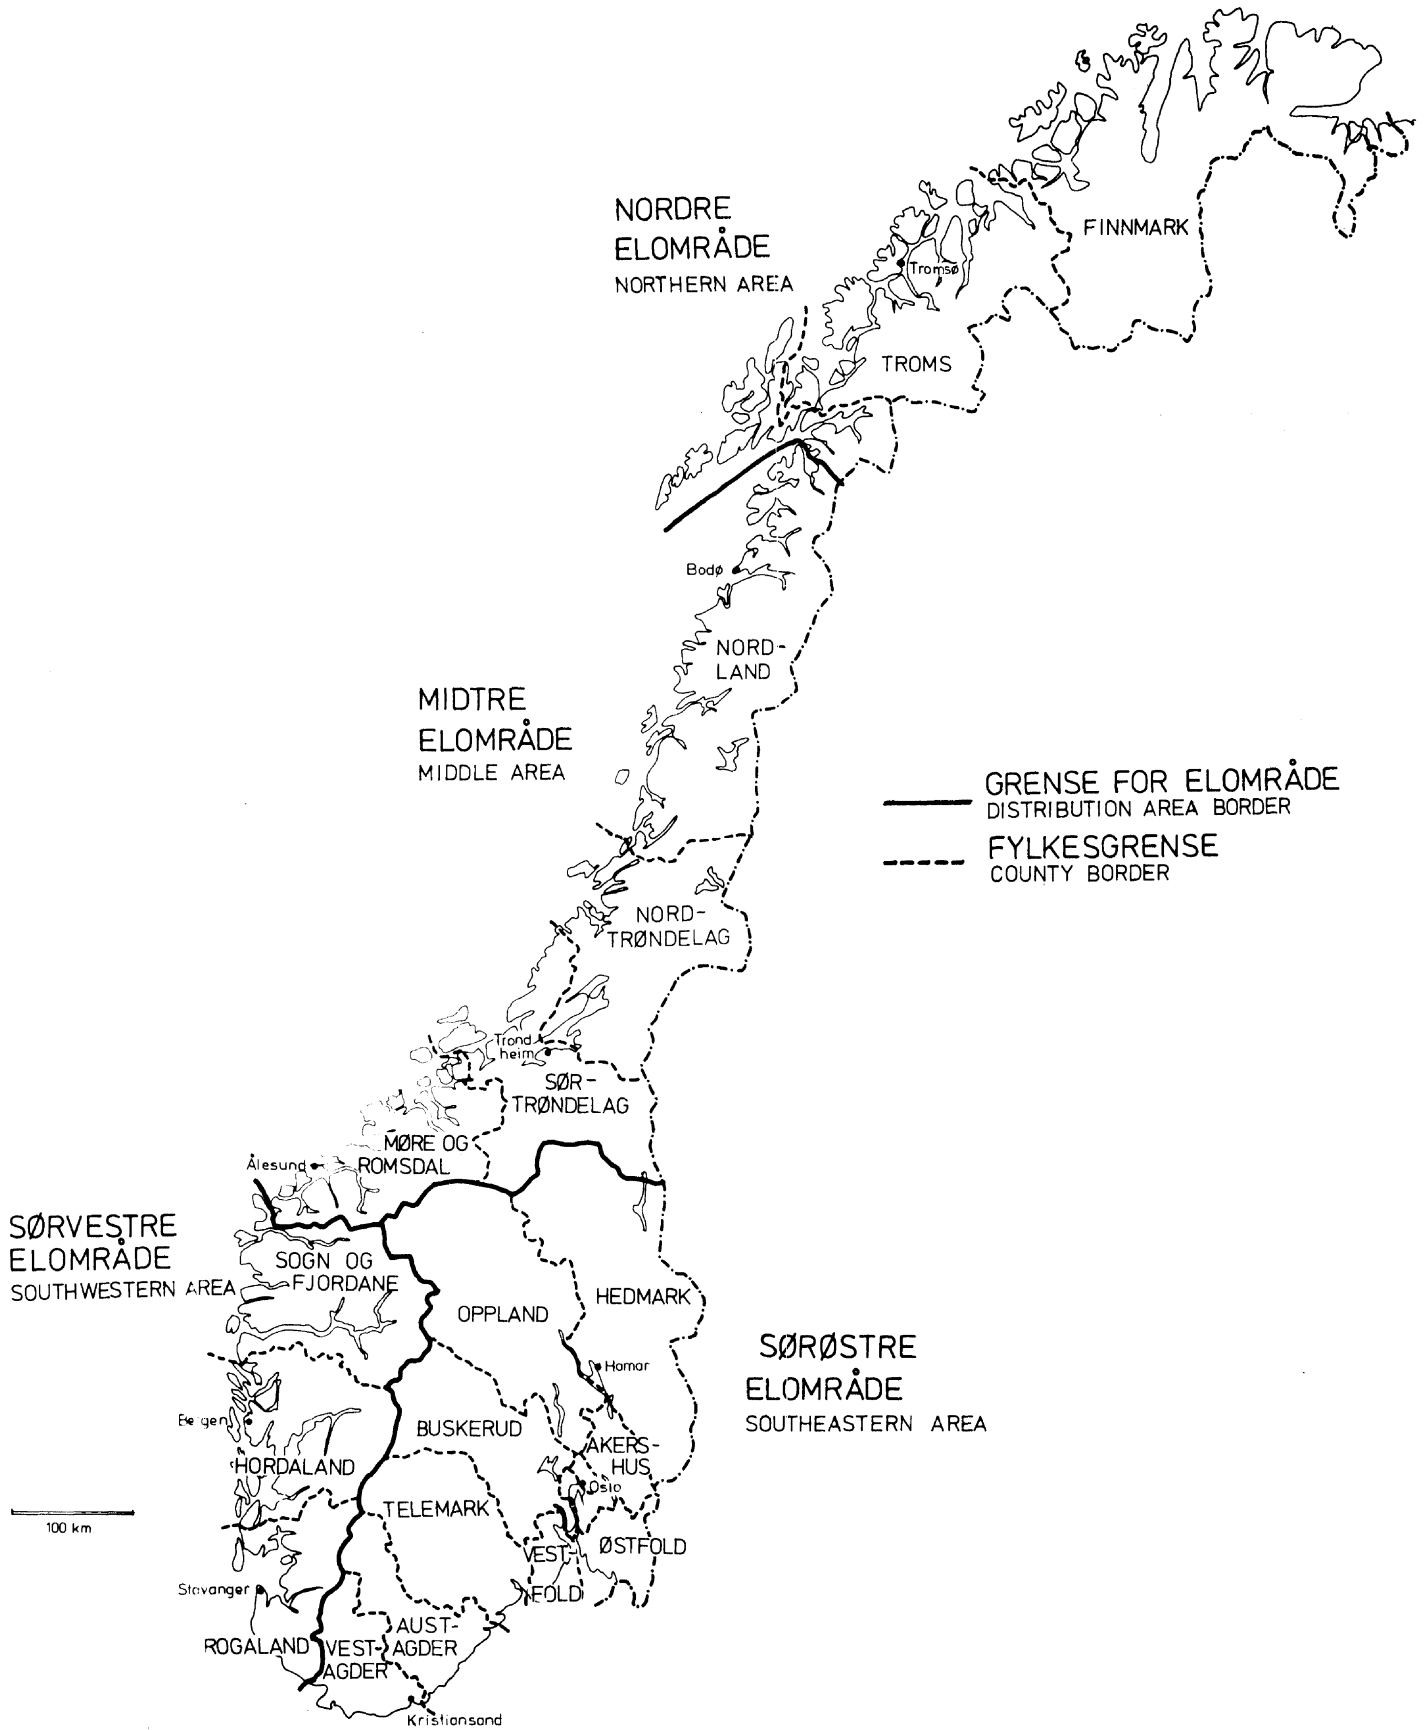 NORDRE
ELOMRÅDE
NORTHERN AREA
FINNMARK
Tromsø
TROMS
Bodø
NORD-
LAND
MIDTRE
ELOMRÅDE
MIDDLE AREA
GRENSE FOR ELOMRÅDE
DISTRIBUTION AREA BORDER
FYLKESGRENSE
COUNTY BORDER
NORD-
TRØNDELAG
Trond
heim
SØR-
TRØNDELAG
MØRE OG
ROMSDAL
Ålesund
SØRVESTRE
ELOMRÅDE
SOUTHWESTERN AREA
SOGN OG
FJORDANE
OPPLAND
HEDMARK
SØRØSTRE
ELOMRÅDE
SOUTHEASTERN AREA
Hamar
Bergen
BUSKERUD
AKERS-
HUS
HORDALAND
Oslo
TELEMARK
100 km
VEST-
FOLD
ØSTFOLD
Stavanger
ROGALAND
VEST-
AGDER
AUST-
AGDER
Kristiansand